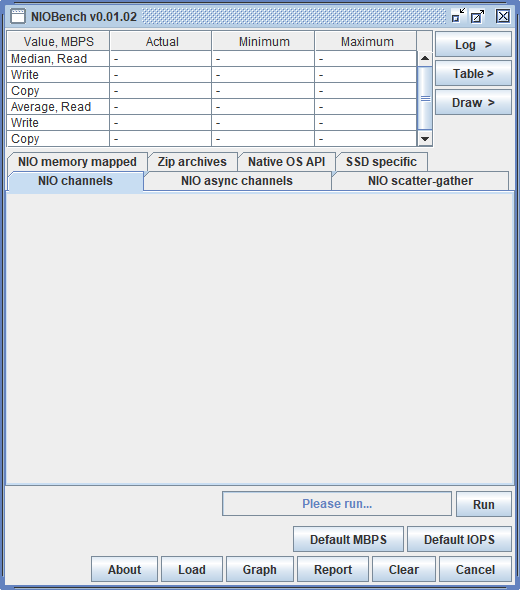 NIOBench v0.01.02
Value, MBPS Actual Minimum Maximum
Median, Read - - -
Write - - -
Copy - - -
Average, Read - - -
Write - - -
Copy - - -
Log >
Table >
Draw >
NIO memory mapped Zip archives Native OS API SSD specific
NIO channels NIO async channels NIO scatter-gather
Please run... Run
Default MBPS Default IOPS
About Load Graph Report Clear Cancel